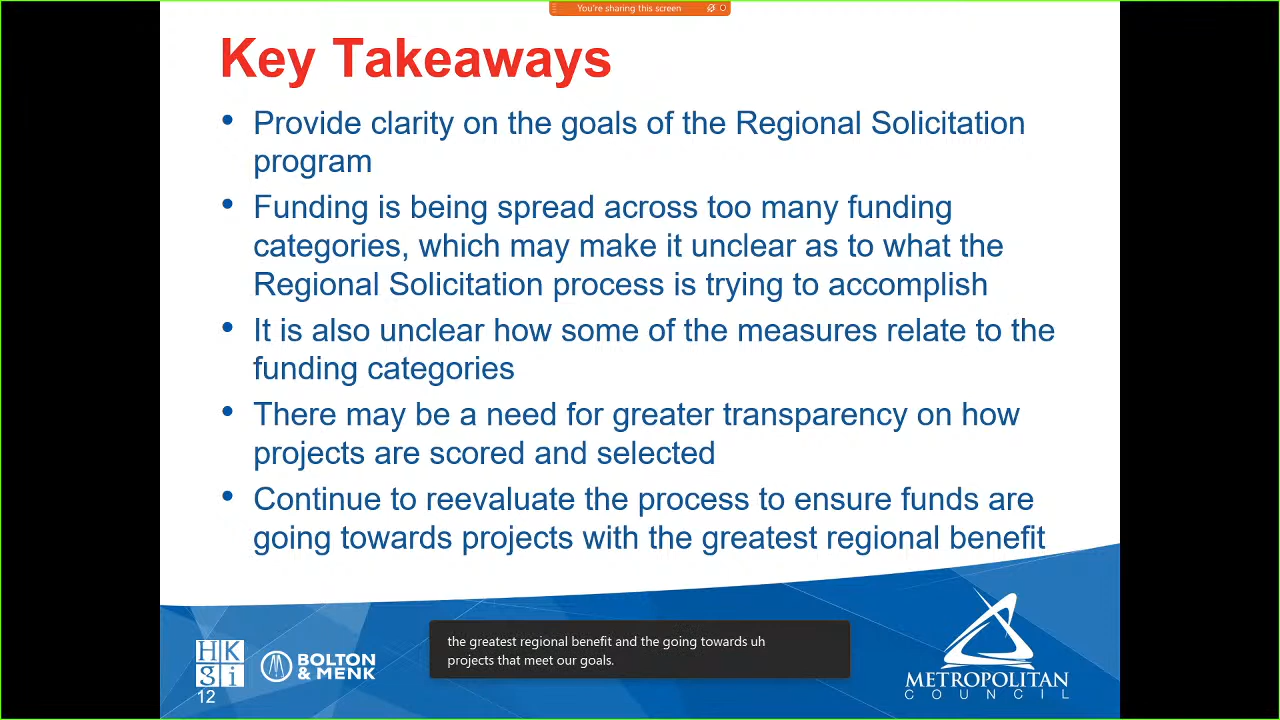 You're sharing this screen
Key Takeaways
• Provide clarity on the goals of the Regional Solicitation
program
• Funding is being spread across too many funding
categories, which may make it unclear as to what the
Regional Solicitation process is trying to accomplish
• It is also unclear how some of the measures relate to the
funding categories
• There may be a need for greater transparency on how
projects are scored and selected
• Continue to reevaluate the process to ensure funds are
going towards projects with the greatest regional benefit
the greatest regional benefit and the going towards uh
projects that meet our goals.
HK
gi
12
BOLTON
& MENK
METROPOLITAN
COUNCIL